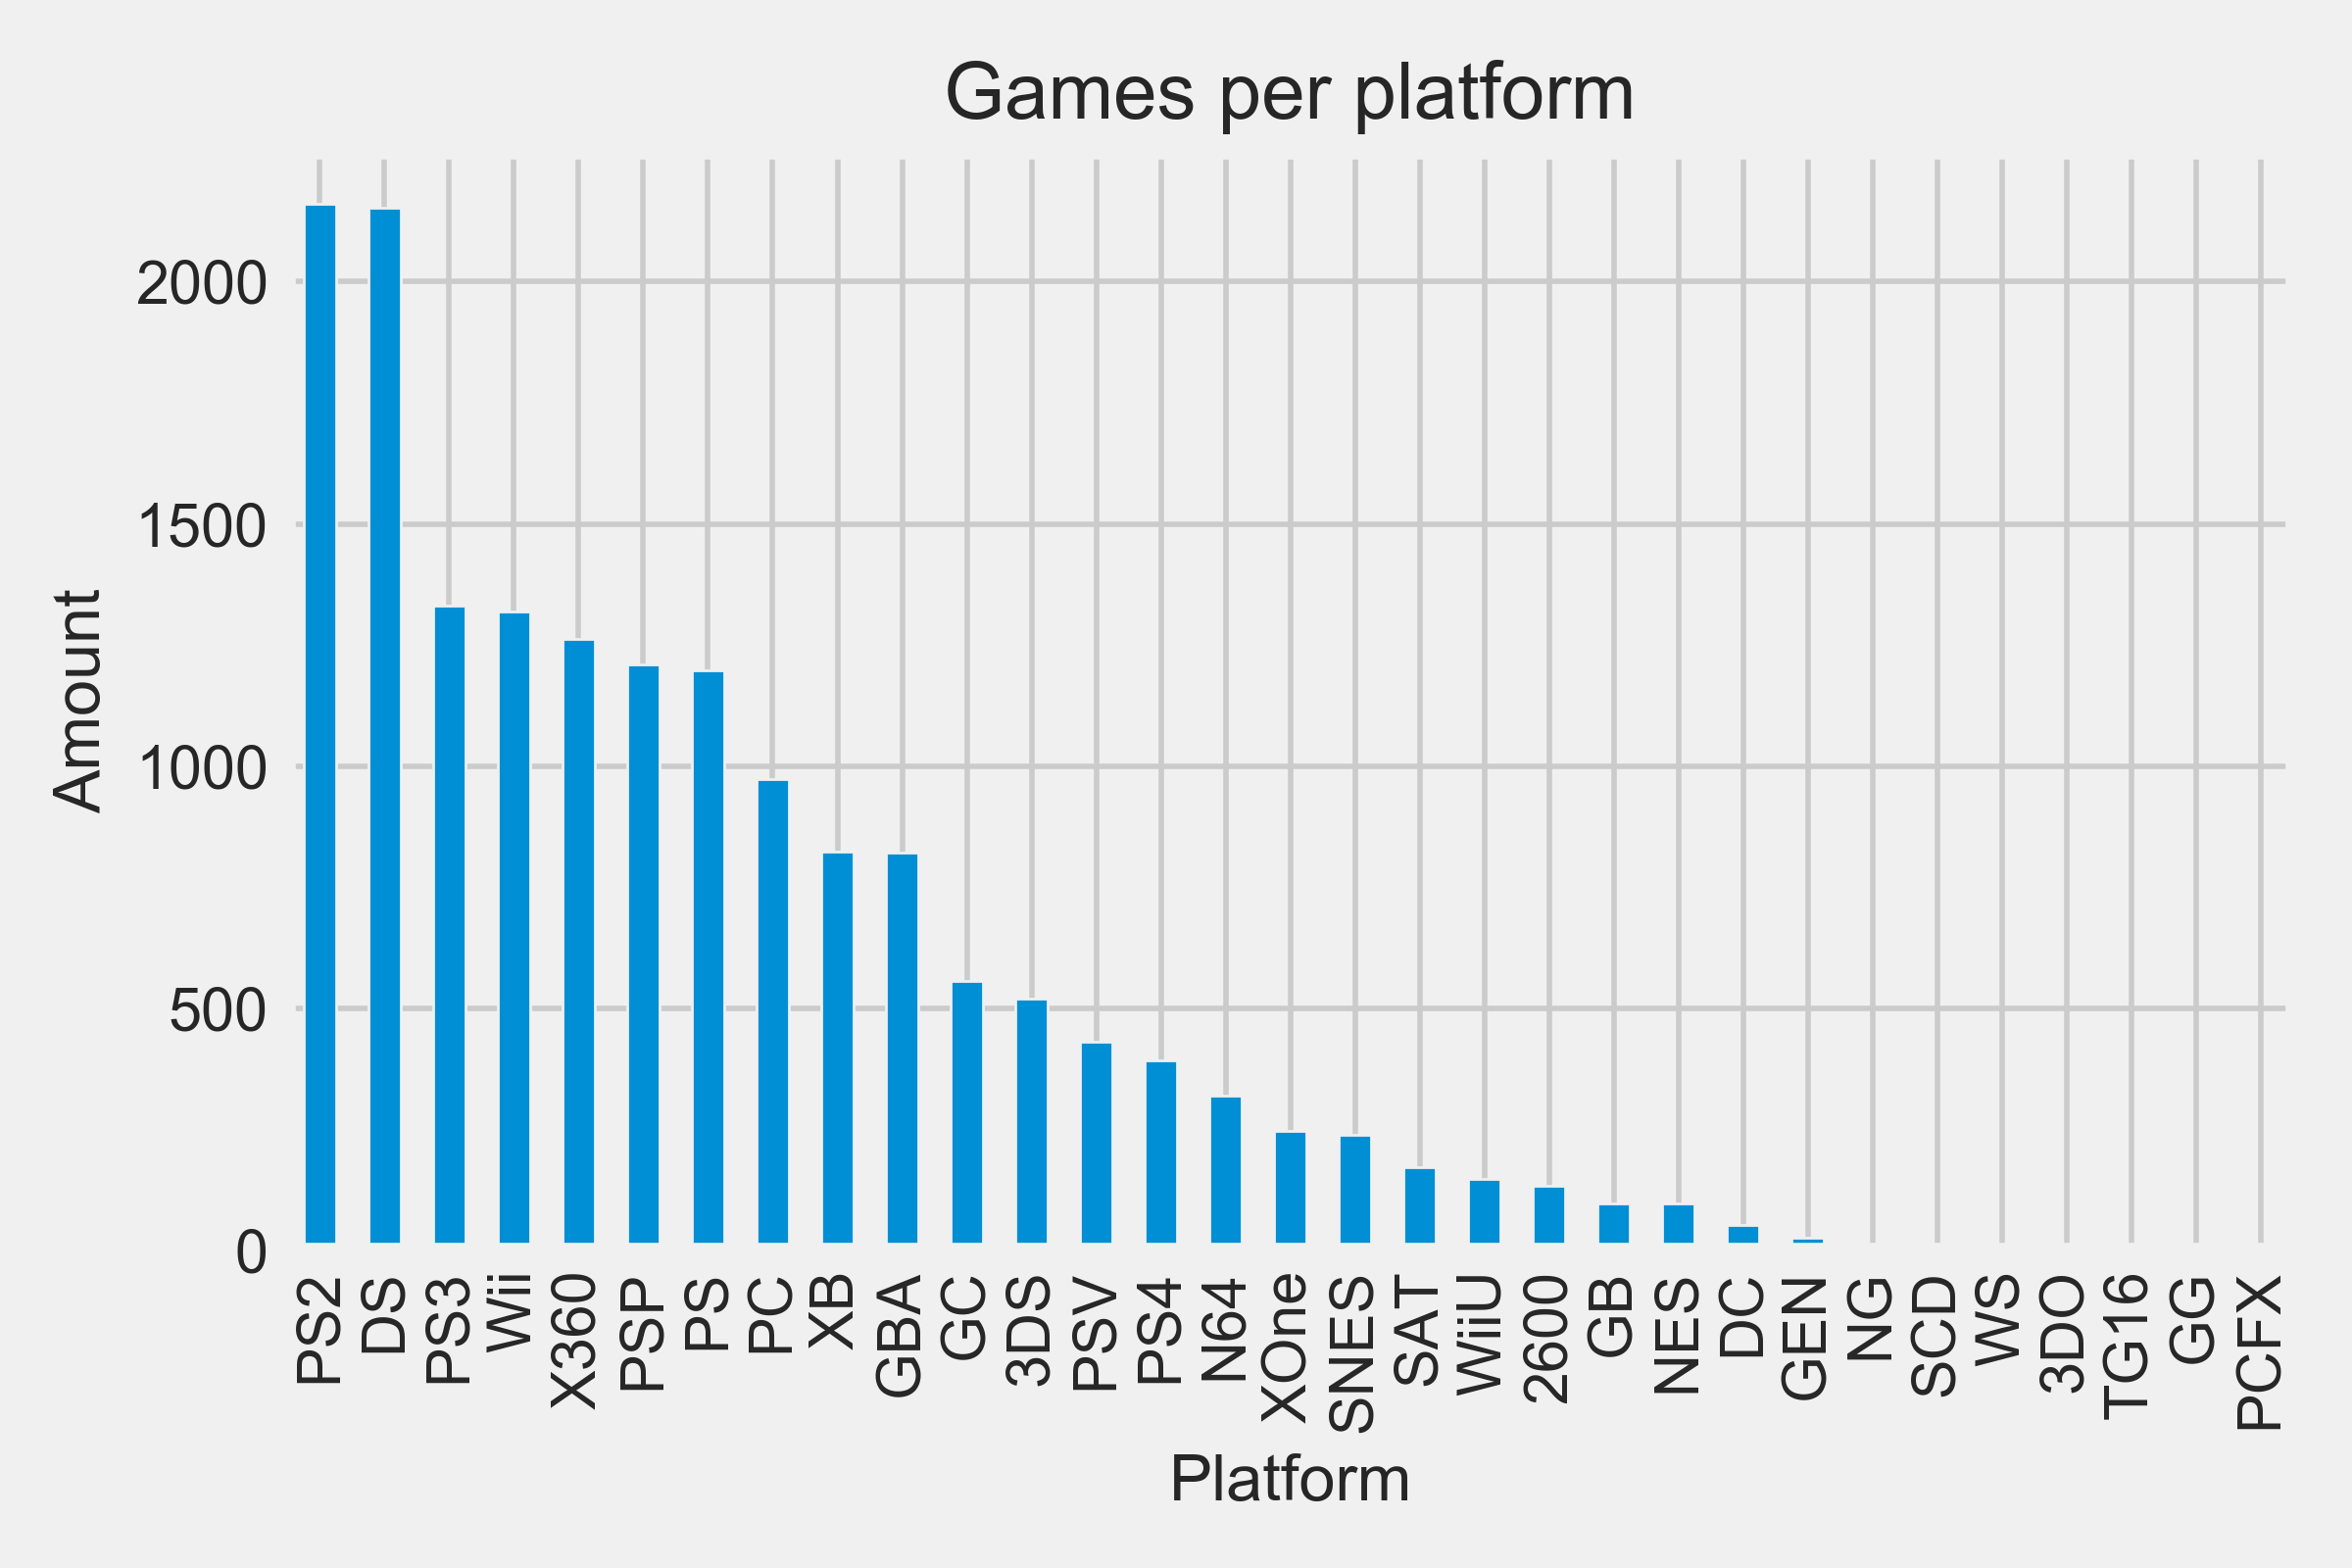 Games per platform
Amount
2000
1500
1000
500
0
PS2
DS
PS3
Wii
X360
PSP
PS
PC
XB
GBA
GC
3DS
PSV
PS4
N64
XOne
SNES
SAT
WiiU
2600
GB
NES
DC
GEN
NG
SCD
WS
3DO
TG16
GG
PCFX
Platform